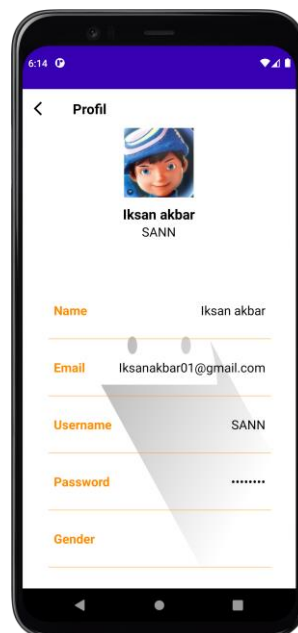 6:14
Profil
Iksan akbar
SANN
Name Iksan akbar
Email Iksanakbar01@gmail.com
Username SANN
Password ••••••••
Gender